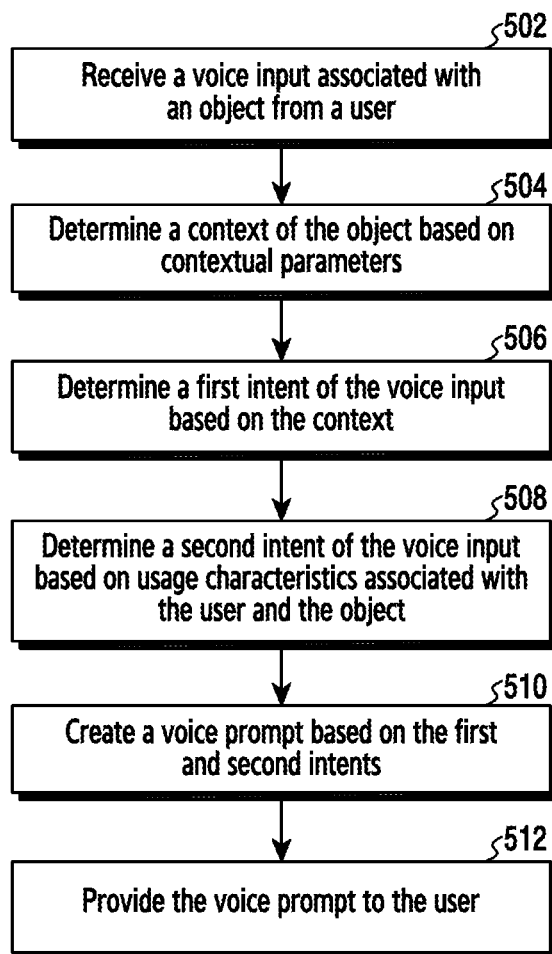 502
Receive a voice input associated with
an object from a user
504
Determine a context of the object based on
contextual parameters
506
Determine a first intent of the voice input
based on the context
508
Determine a second intent of the voice input
based on usage characteristics associated with
the user and the object
510
Create a voice prompt based on the first
and second intents
512
Provide the voice prompt to the user